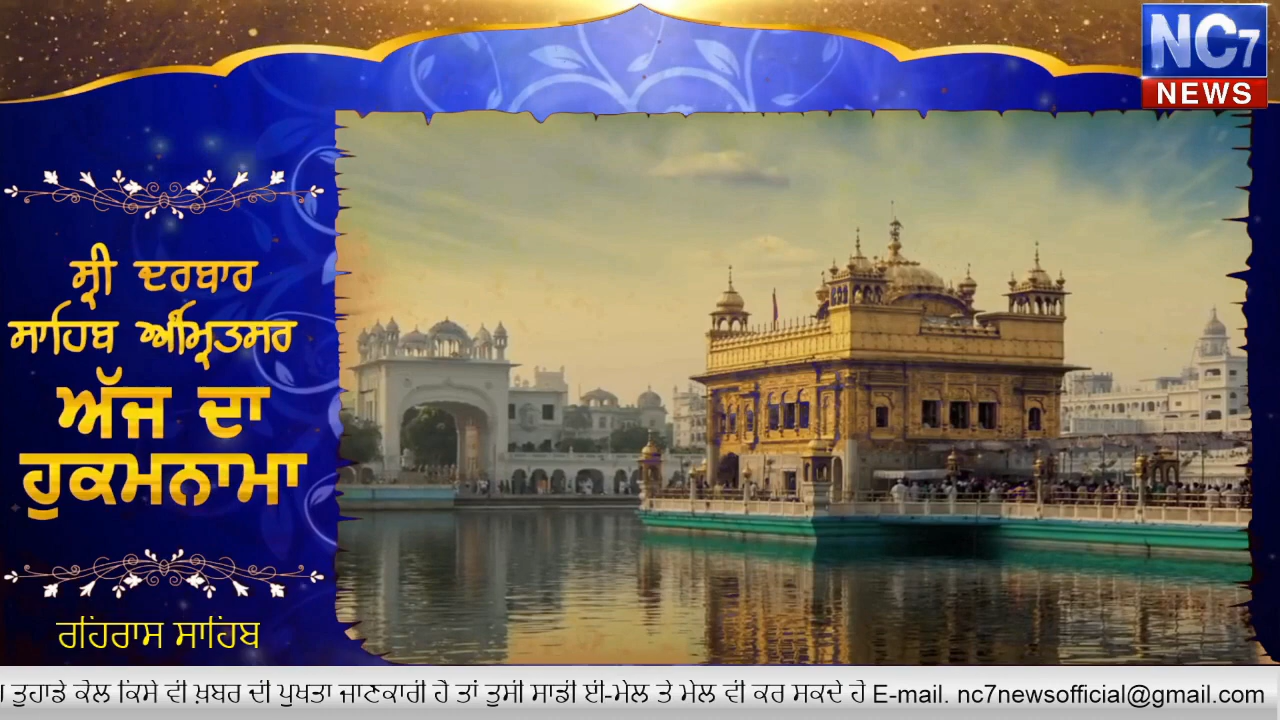 NC7
NEWS
ਸ੍ਰੀ ਦਰਬਾਰ
ਸਾਹਿਬ ਅੰਮ੍ਰਿਤਸਰ
ਅੱਜ ਦਾ
ਹੁਕਮਨਾਮਾ
ਰਹਿਰਾਸ ਸਾਹਿਬ
ਤੁਹਾਡੇ ਕੋਲ ਕਿਸੇ ਵੀ ਖ਼ਬਰ ਦੀ ਪੁਖਤਾ ਜਾਣਕਾਰੀ ਹੈ ਤਾਂ ਤੁਸੀਂ ਸਾਡੀ ਈ-ਮੇਲ ਤੇ ਮੇਲ ਵੀ ਕਰ ਸਕਦੇ ਹੋ E-mail. nc7newsofficial@gmail.com